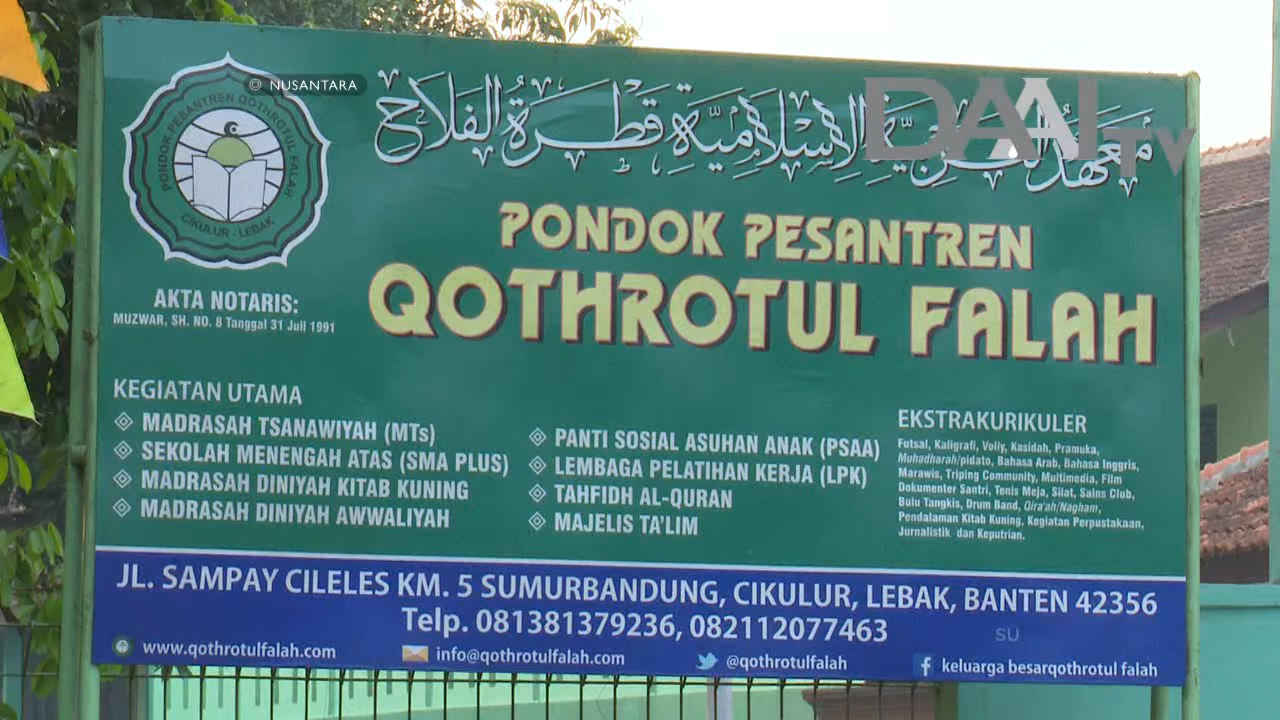 © NUSANTARA
DAAI TV
معهد التربية الإسلامية قطرة الفلاح
PONDOK PESANTREN QOTHROTUL FALAH
CIKULUR - LEBAK
PONDOK PESANTREN
QOTHROTUL FALAH
AKTA NOTARIS:
MUZWAR, SH. NO. 8 Tanggal 31 Juli 1991
KEGIATAN UTAMA
MADRASAH TSANAWIYAH (MTs)
SEKOLAH MENENGAH ATAS (SMA PLUS)
MADRASAH DINIYAH KITAB KUNING
MADRASAH DINIYAH AWWALIYAH
PANTI SOSIAL ASUHAN ANAK (PSAA)
LEMBAGA PELATIHAN KERJA (LPK)
TAHFIDH AL-QURAN
MAJELIS TA'LIM
EKSTRAKURIKULER
Futsal, Kaligrafi, Volly, Kasidah, Pramuka,
Muhadharah/pidato, Bahasa Arab, Bahasa Inggris,
Marawis, Triping Community, Multimedia, Film
Dokumenter Santri, Tenis Meja, Silat, Sains Club,
Bulu Tangkis, Drum Band, Qira'ah/Nagham,
Pendalaman Kitab Kuning, Kegiatan Perpustakaan,
Jurnalistik dan Keputrian.
JL. SAMPAY CILELES KM. 5 SUMURBANDUNG, CIKULUR, LEBAK, BANTEN 42356
Telp. 081381379236, 082112077463
SU
www.qothrotulfalah.com
info@qothrotulfalah.com
@qothrotulfalah
keluarga besarqothrotul falah